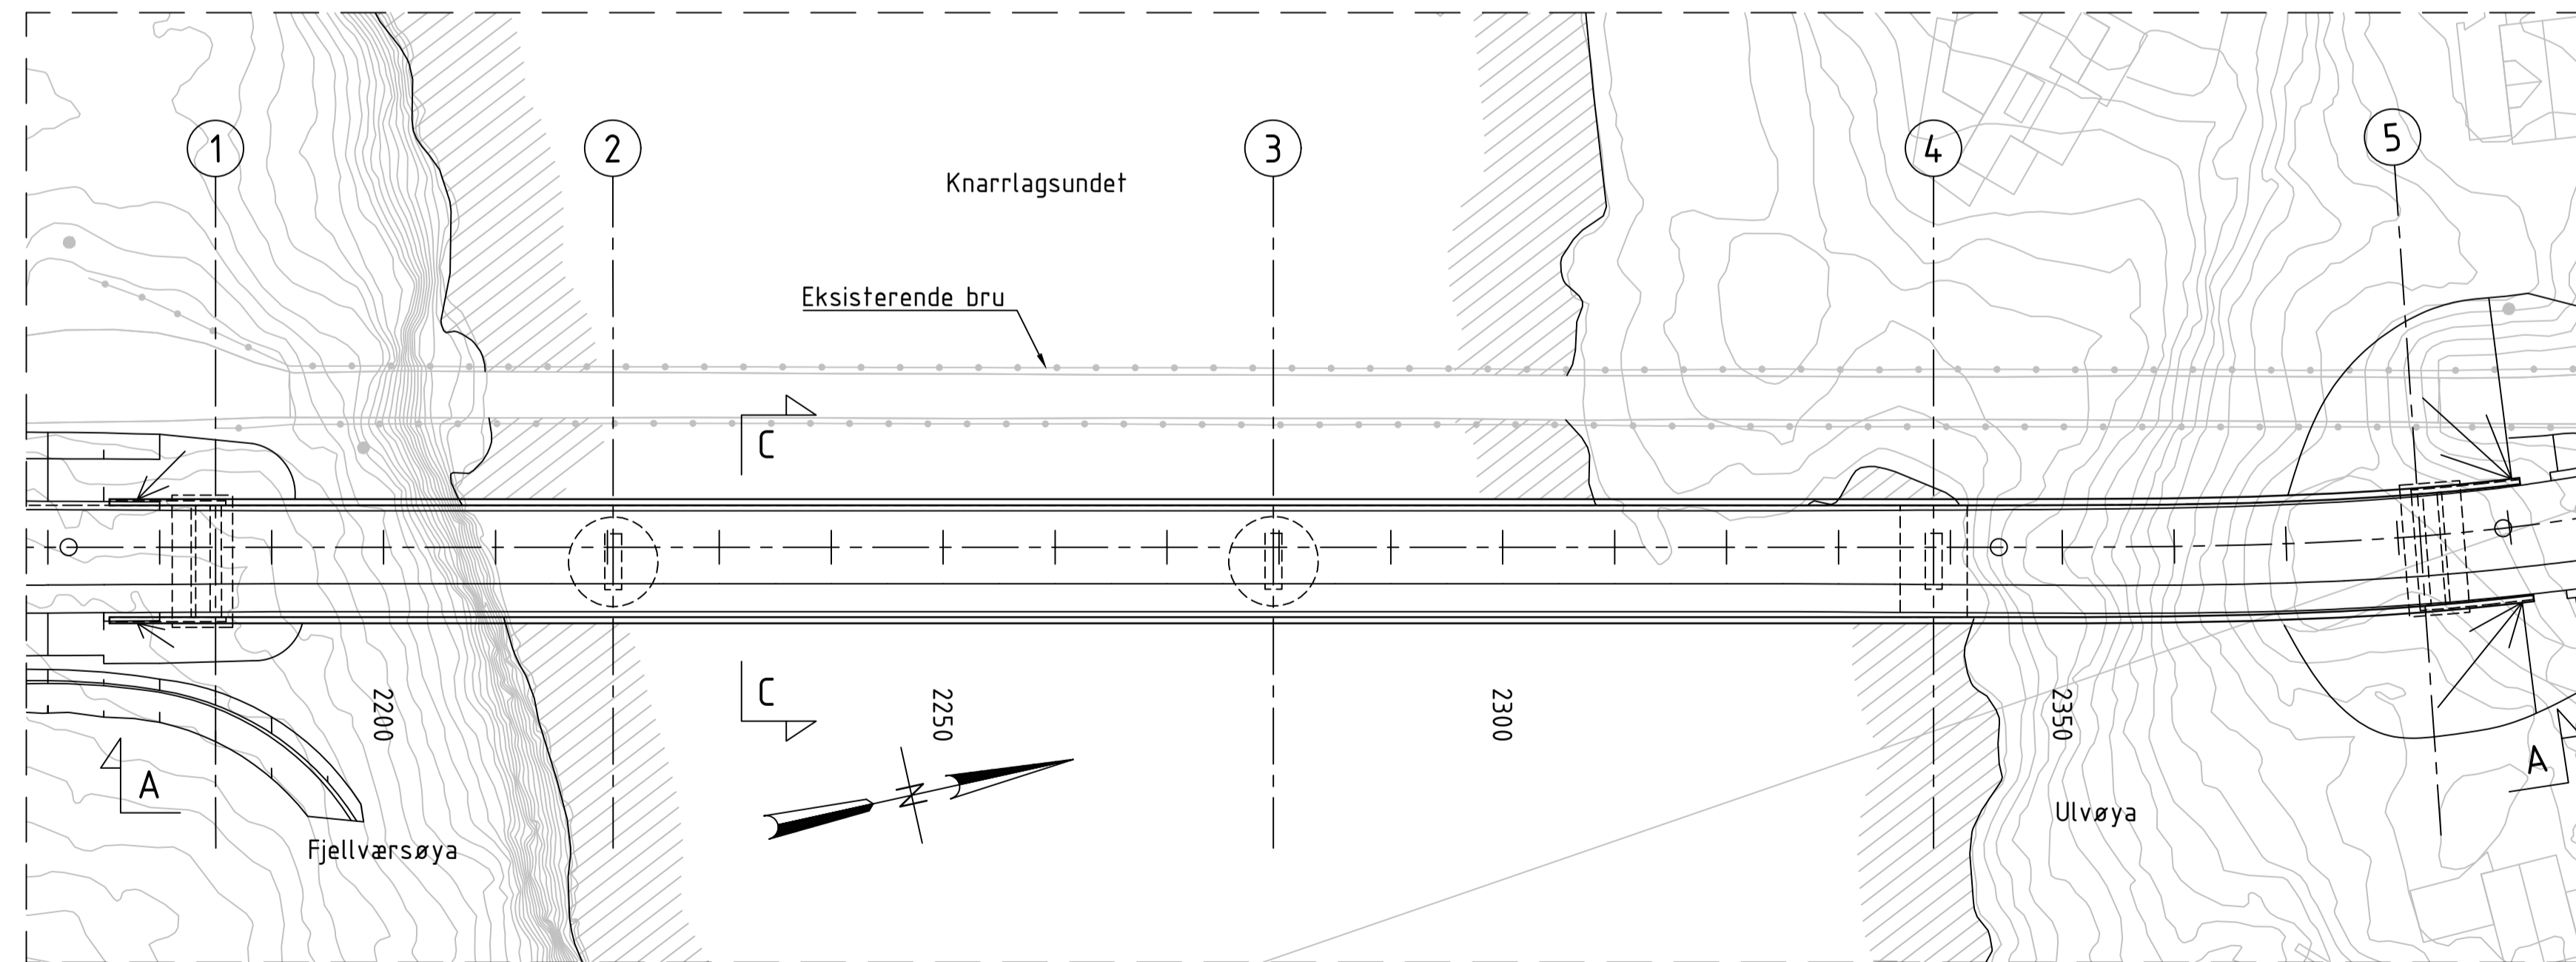 1
2
3
4
5
Knarrlagsundet
Eksisterende bru
C
C
2200
2250
2300
2350
A
A
N
Fjellværsøya
Ulvøya